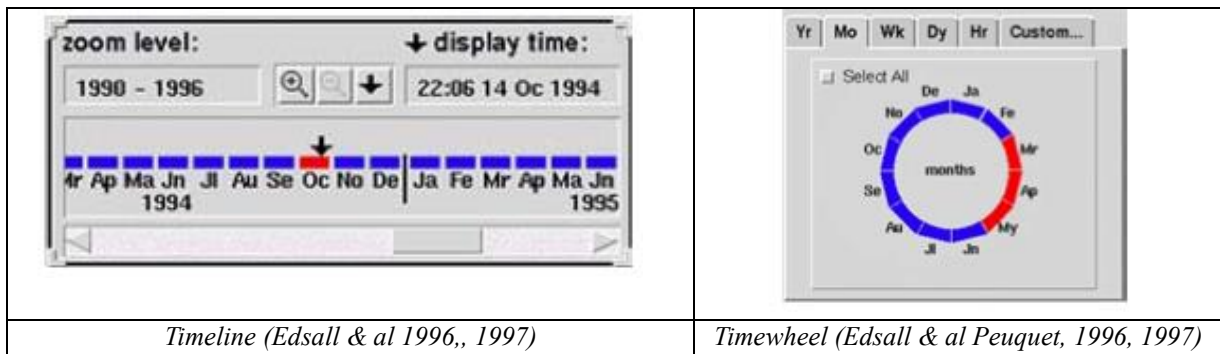 zoom level:
display time:
1990 - 1996
22:06 14 Oc 1994
Ap Ma Jn Jl Au Se Oc No De Ja Fe Mr Ap Ma Jn
1994
1995
Timeline (Edsall & al 1996,, 1997)
Yr Mo Wk Dy Hr Custom...
Select All
De Ja
No Fe
Oc Mr
months
Se Ap
Au My
Jl Jn
Timewheel (Edsall & al Peuquet, 1996, 1997)